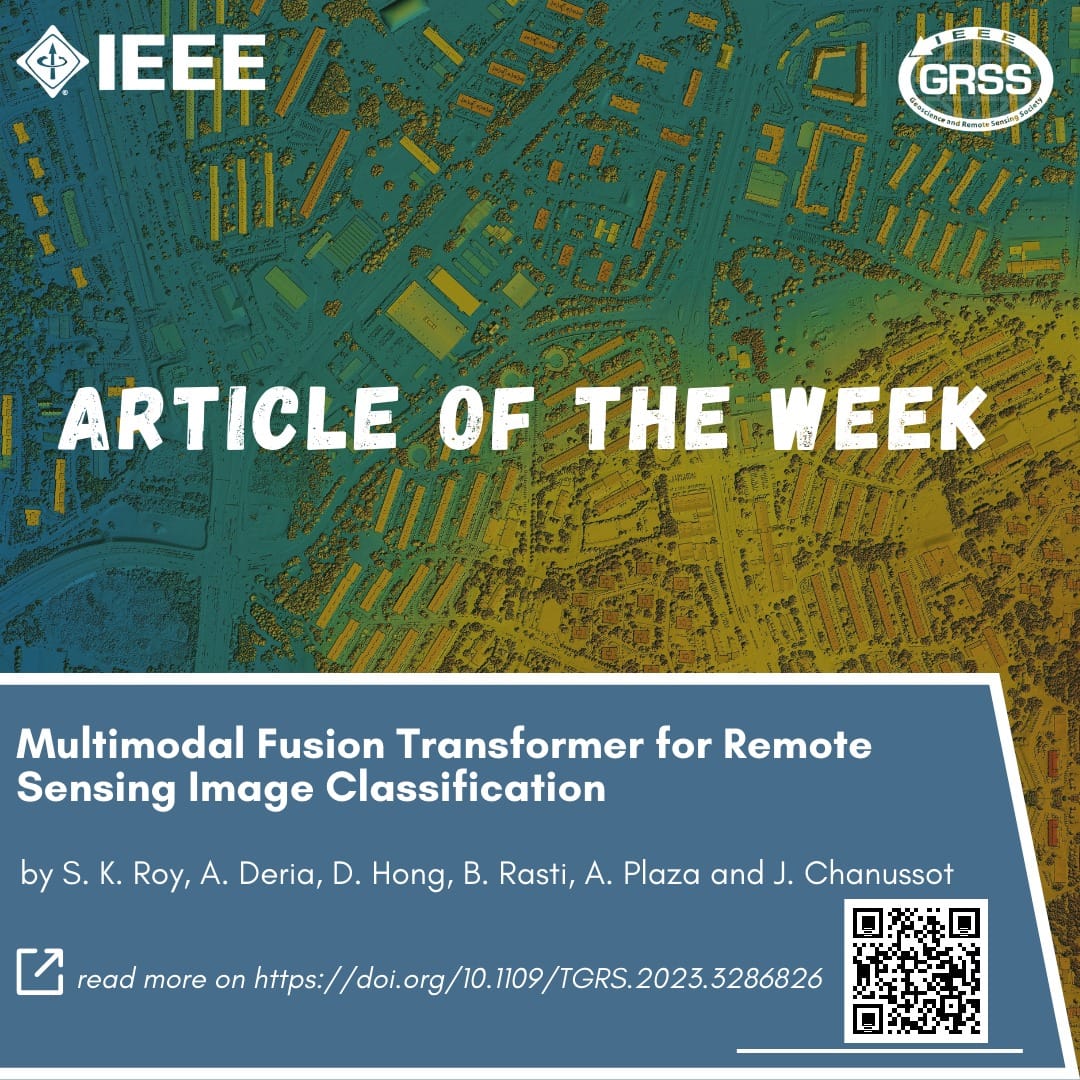 IEEE
IEEE
GRSS
Geoscience and Remote Sensing Society
ARTICLE OF THE WEEK
Multimodal Fusion Transformer for Remote
Sensing Image Classification
by S. K. Roy, A. Deria, D. Hong, B. Rasti, A. Plaza and J. Chanussot
read more on https://doi.org/10.1109/TGRS.2023.3286826